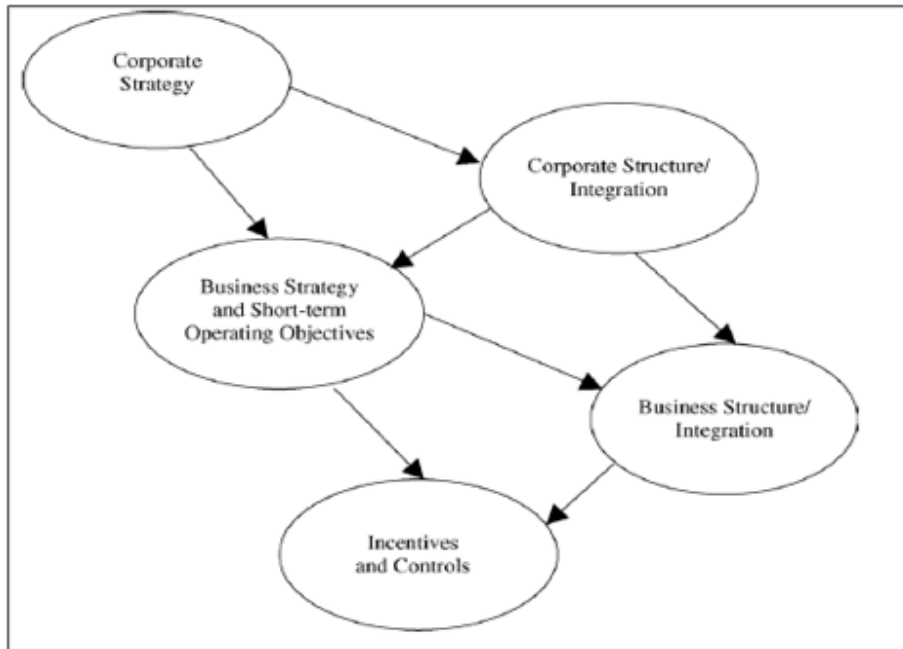 Corporate
Strategy
Corporate Structure/
Integration
Business Strategy
and Short-term
Operating Objectives
Business Structure/
Integration
Incentives
and Controls